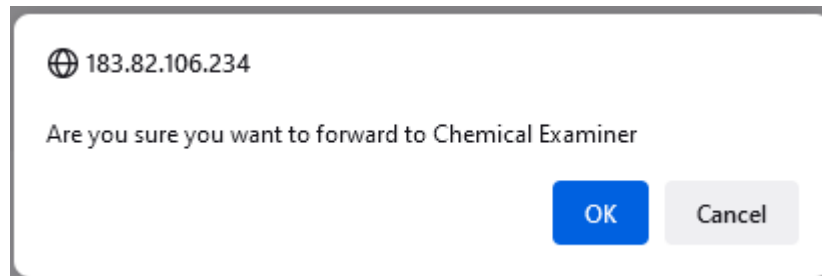 183.82.106.234
Are you sure you want to forward to Chemical Examiner
OK
Cancel